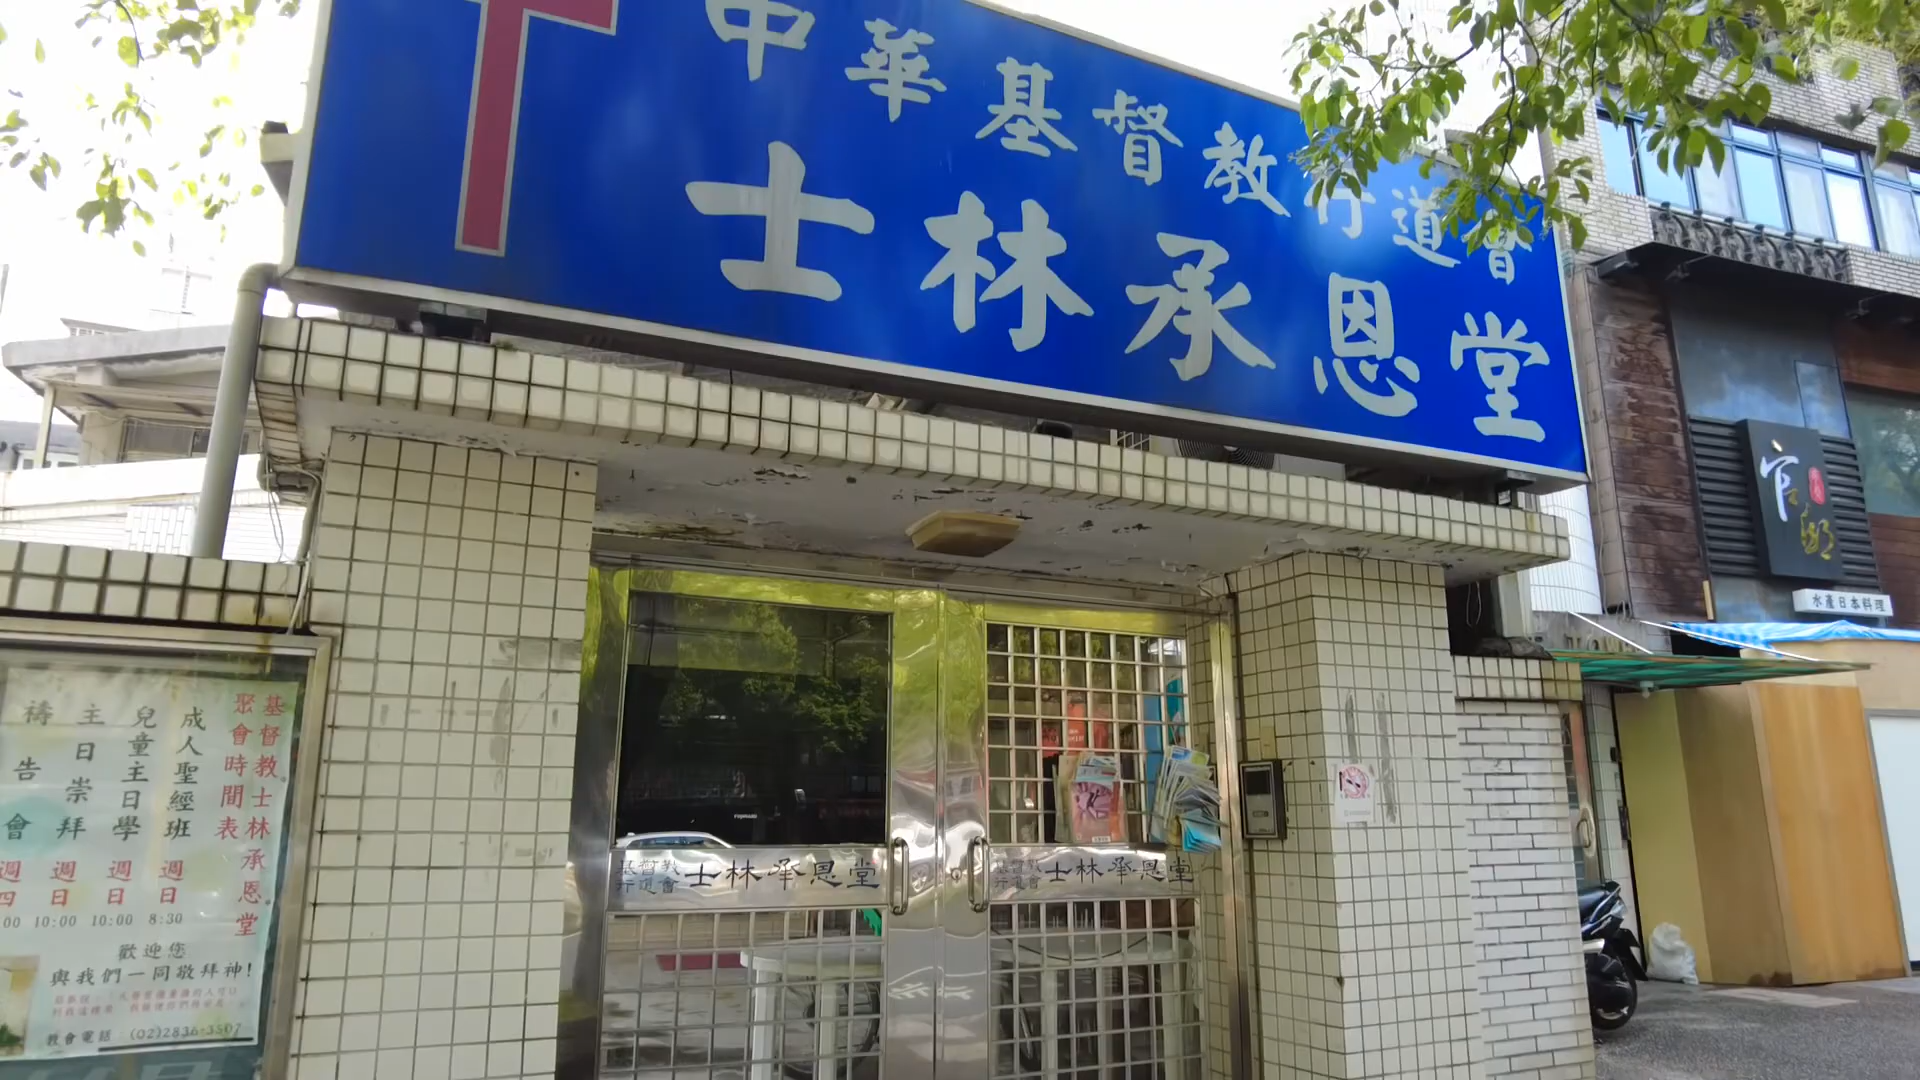 中華基督教行道會
士林承恩堂
官邸
水產日本料理
基督教士林承恩堂
聚會時間表
成人聖經班 週日 8:30
兒童主日學 週日 10:00
主日崇拜 週日 10:00
禱告會 週四 :00
歡迎您
與我們一同敬拜神!
教會電話:(02)2836-3507
基督教
行道會 士林承恩堂
基督教
行道會 士林承恩堂